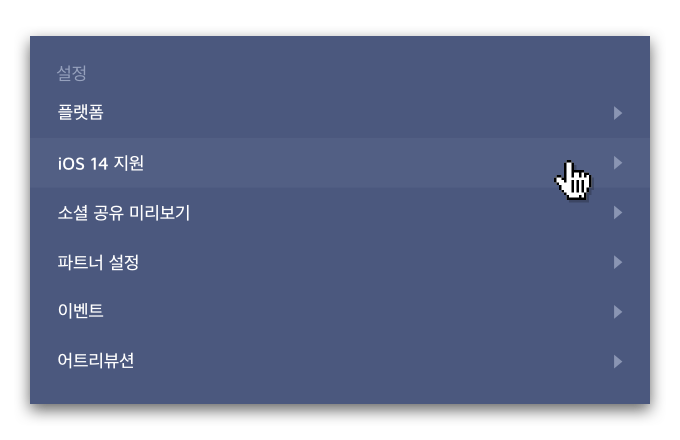 설정
플랫폼
iOS 14 지원
소셜 공유 미리보기
파트너 설정
이벤트
어트리뷰션